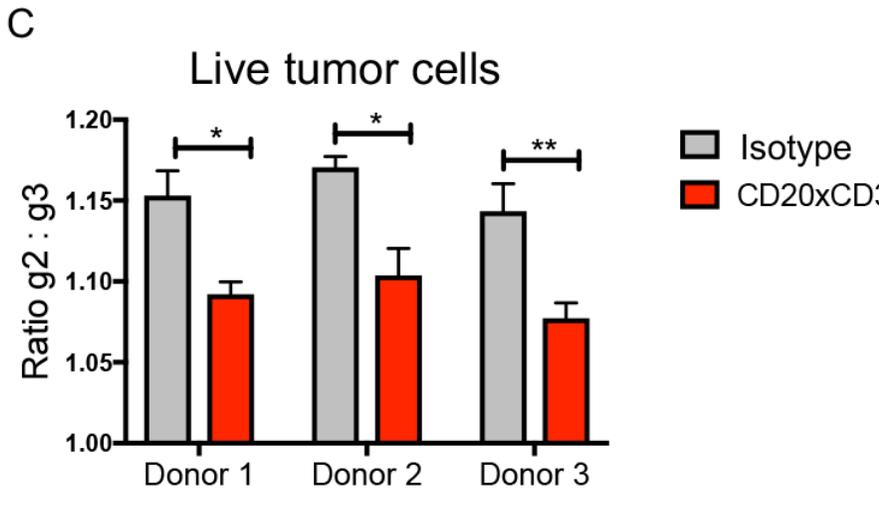 C
Live tumor cells
Ratio g2 : g3
1.20
1.15
1.10
1.05
1.00
*
*
**
Donor 1
Donor 2
Donor 3
Isotype
CD20xCD3